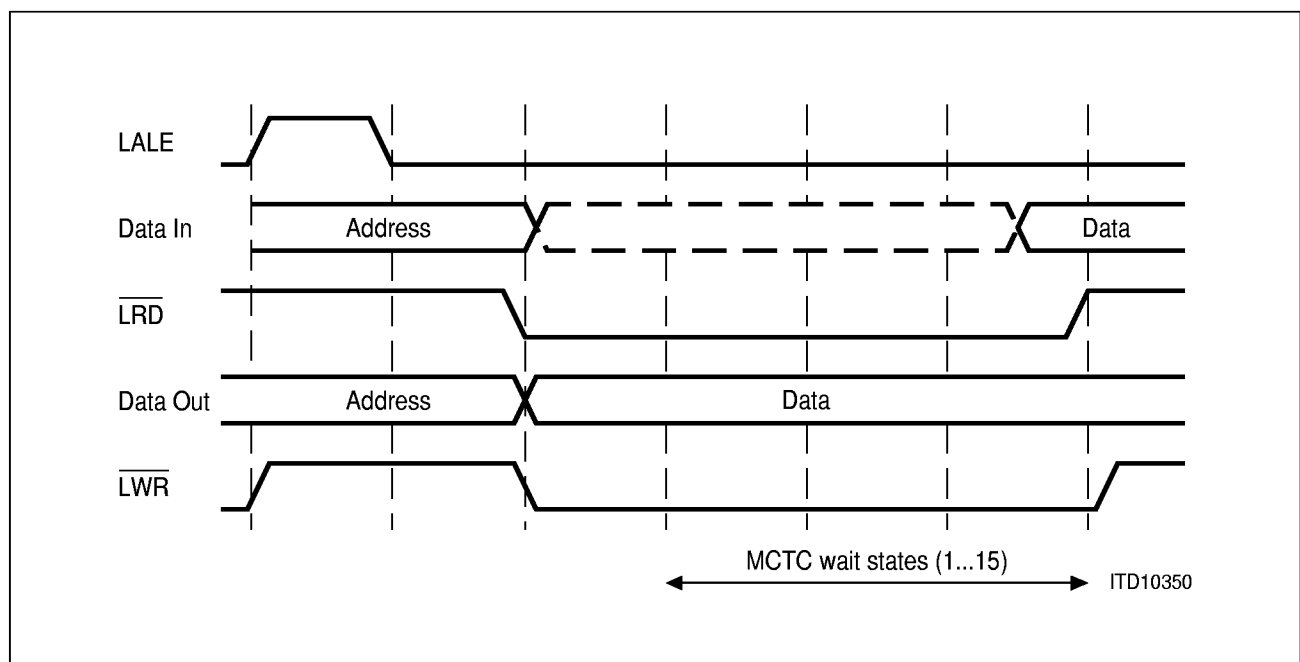 LALE
Data In
Address
Data
LRD
Data Out
Address
Data
LWR
MCTC wait states (1...15)
ITD10350